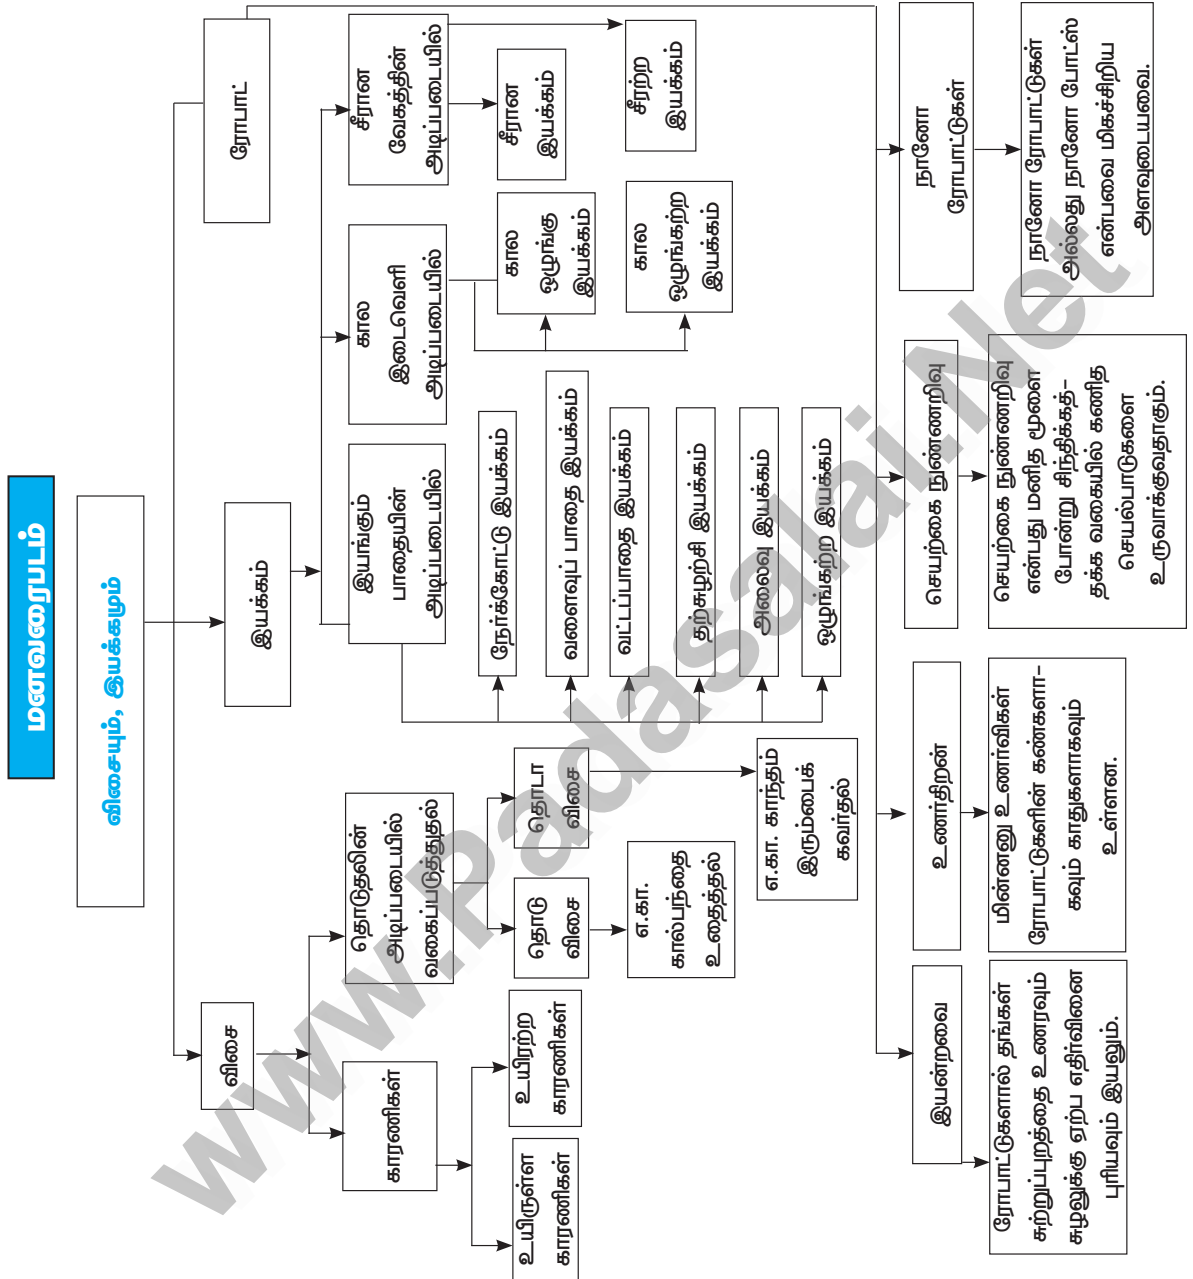 மனவரைபடம்
விசையும், இயக்கமும்
விசை
இயக்கம்
ரோபாட்
காரணிகள்
தொடுதலின்
அடிப்படையில்
வகைப்படுத்துதல்
இயங்கும்
பாதையின்
அடிப்படையில்
கால
இடைவெளி
அடிப்படையில்
சீரான
வேகத்தின்
அடிப்படையில்
உயிருள்ள
காரணிகள்
உயிரற்ற
காரணிகள்
தொடு
விசை
தொடா
விசை
எ.கா.
கால்பந்தை
உதைத்தல்
எ.கா. காந்தம்
இரும்பைக்
கவர்தல்
நேர்க்கோட்டு இயக்கம்
வளைவுப் பாதை இயக்கம்
வட்டப்பாதை இயக்கம்
தற்சுழற்சி இயக்கம்
அலைவு இயக்கம்
ஒழுங்கற்ற இயக்கம்
கால
ஒழுங்கு
இயக்கம்
கால
ஒழுங்கற்ற
இயக்கம்
சீரான
இயக்கம்
சீரற்ற
இயக்கம்
இயன்றவை
உணர்திறன்
செயற்கை நுண்ணறிவு
நானோ
ரோபாட்டுகள்
ரோபாட்டுகளால் தங்கள்
சுற்றுப்புறத்தை உணரவும்
சுழலுக்கு ஏற்ப எதிர்வினை
புரியவும் இயலும்.
மின்னனு உணர்விகள்
ரோபாட்டுகளின் கண்களா-
கவும் காதுகளாகவும்
உள்ளன.
செயற்கை நுண்ணறிவு
என்பது மனித மூளை
போன்று சிந்திக்கத்-
தக்க வகையில் கணித
செயல்பாடுகளை
உருவாக்குவதாகும்.
நானோ ரோபாட்டுகள்
அல்லது நானோ போட்ஸ்
என்பவை மிகச்சிறிய
அளவுடையவை.
www.Padasalai.Net